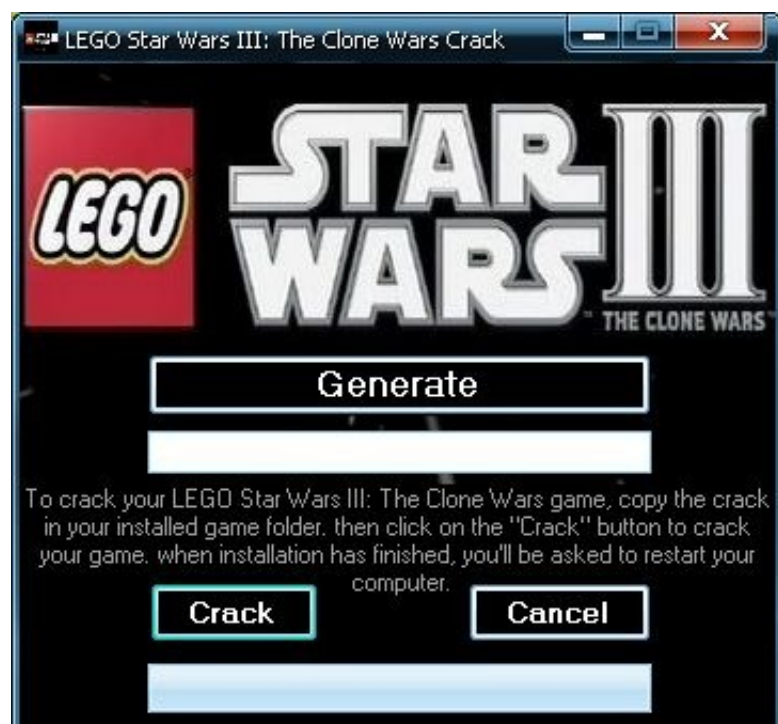 LEGO Star Wars III: The Clone Wars Crack
LEGO
STAR
WARS
III
THE CLONE WARS
Generate
To crack your LEGO Star Wars III: The Clone Wars game, copy the crack
in your installed game folder. then click on the "Crack" button to crack
your game. when installation has finished, you'll be asked to restart your
computer.
Crack
Cancel